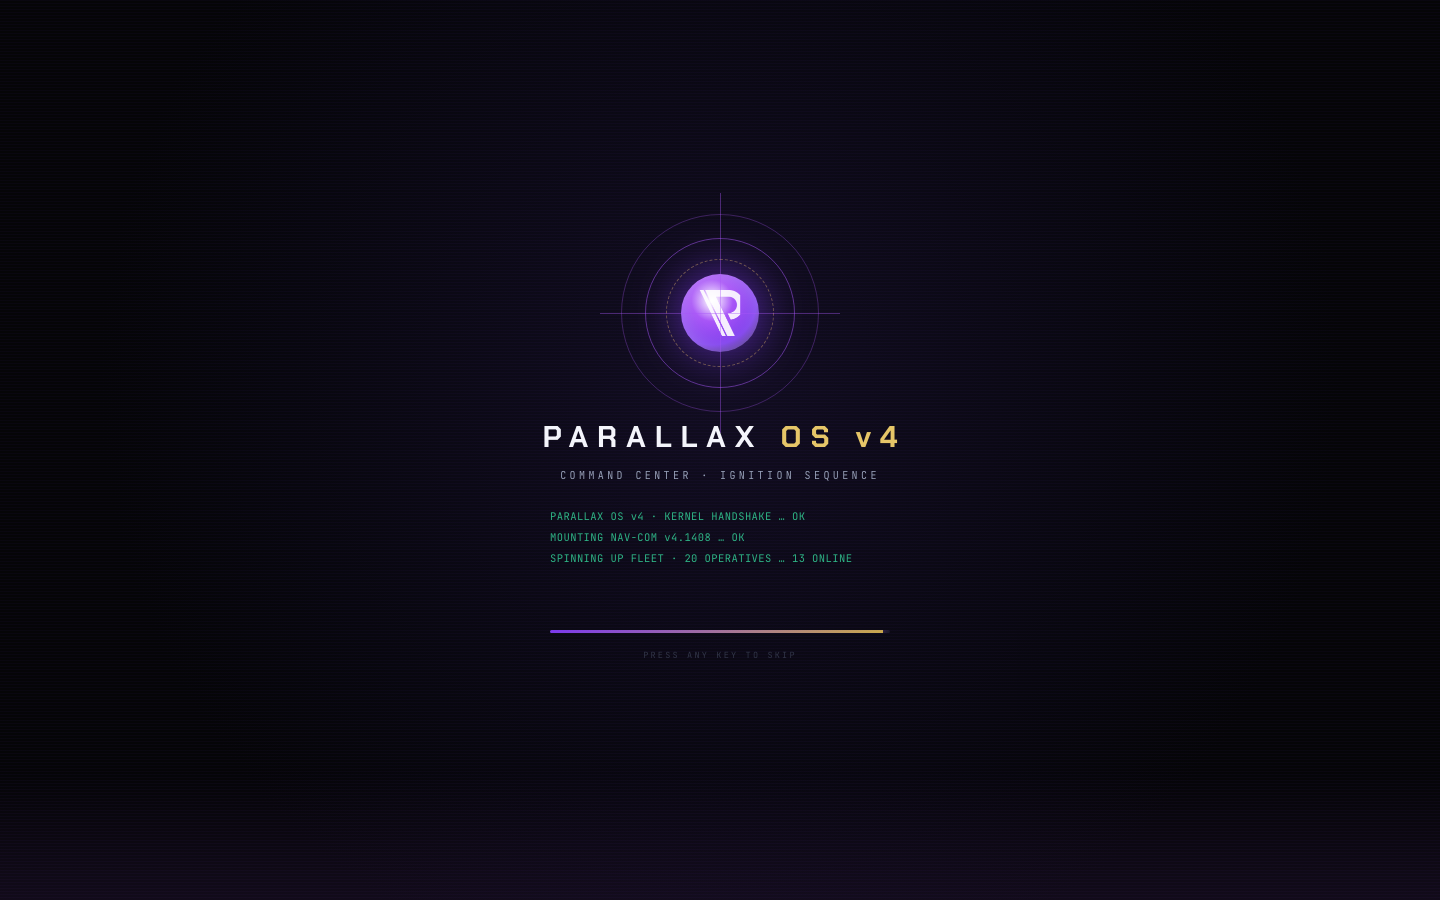 PARALLAX OS v4
COMMAND CENTER · IGNITION SEQUENCE
PARALLAX OS v4 · KERNEL HANDSHAKE … OK
MOUNTING NAV-COM v4.1408 … OK
SPINNING UP FLEET · 20 OPERATIVES … 13 ONLINE
PRESS ANY KEY TO SKIP